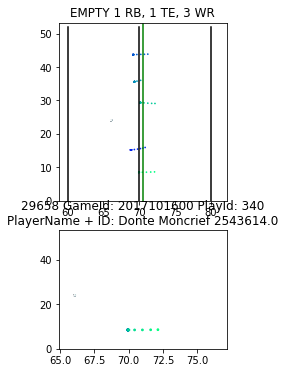 EMPTY 1 RB, 1 TE, 3 WR
50
40
30
20
10
0
60 65 70 75 80
29658 GameId: 2017101600 PlayId: 340
PlayerName + ID: Donte Moncrief 2543614.0
40
20
0
65.0 67.5 70.0 72.5 75.0